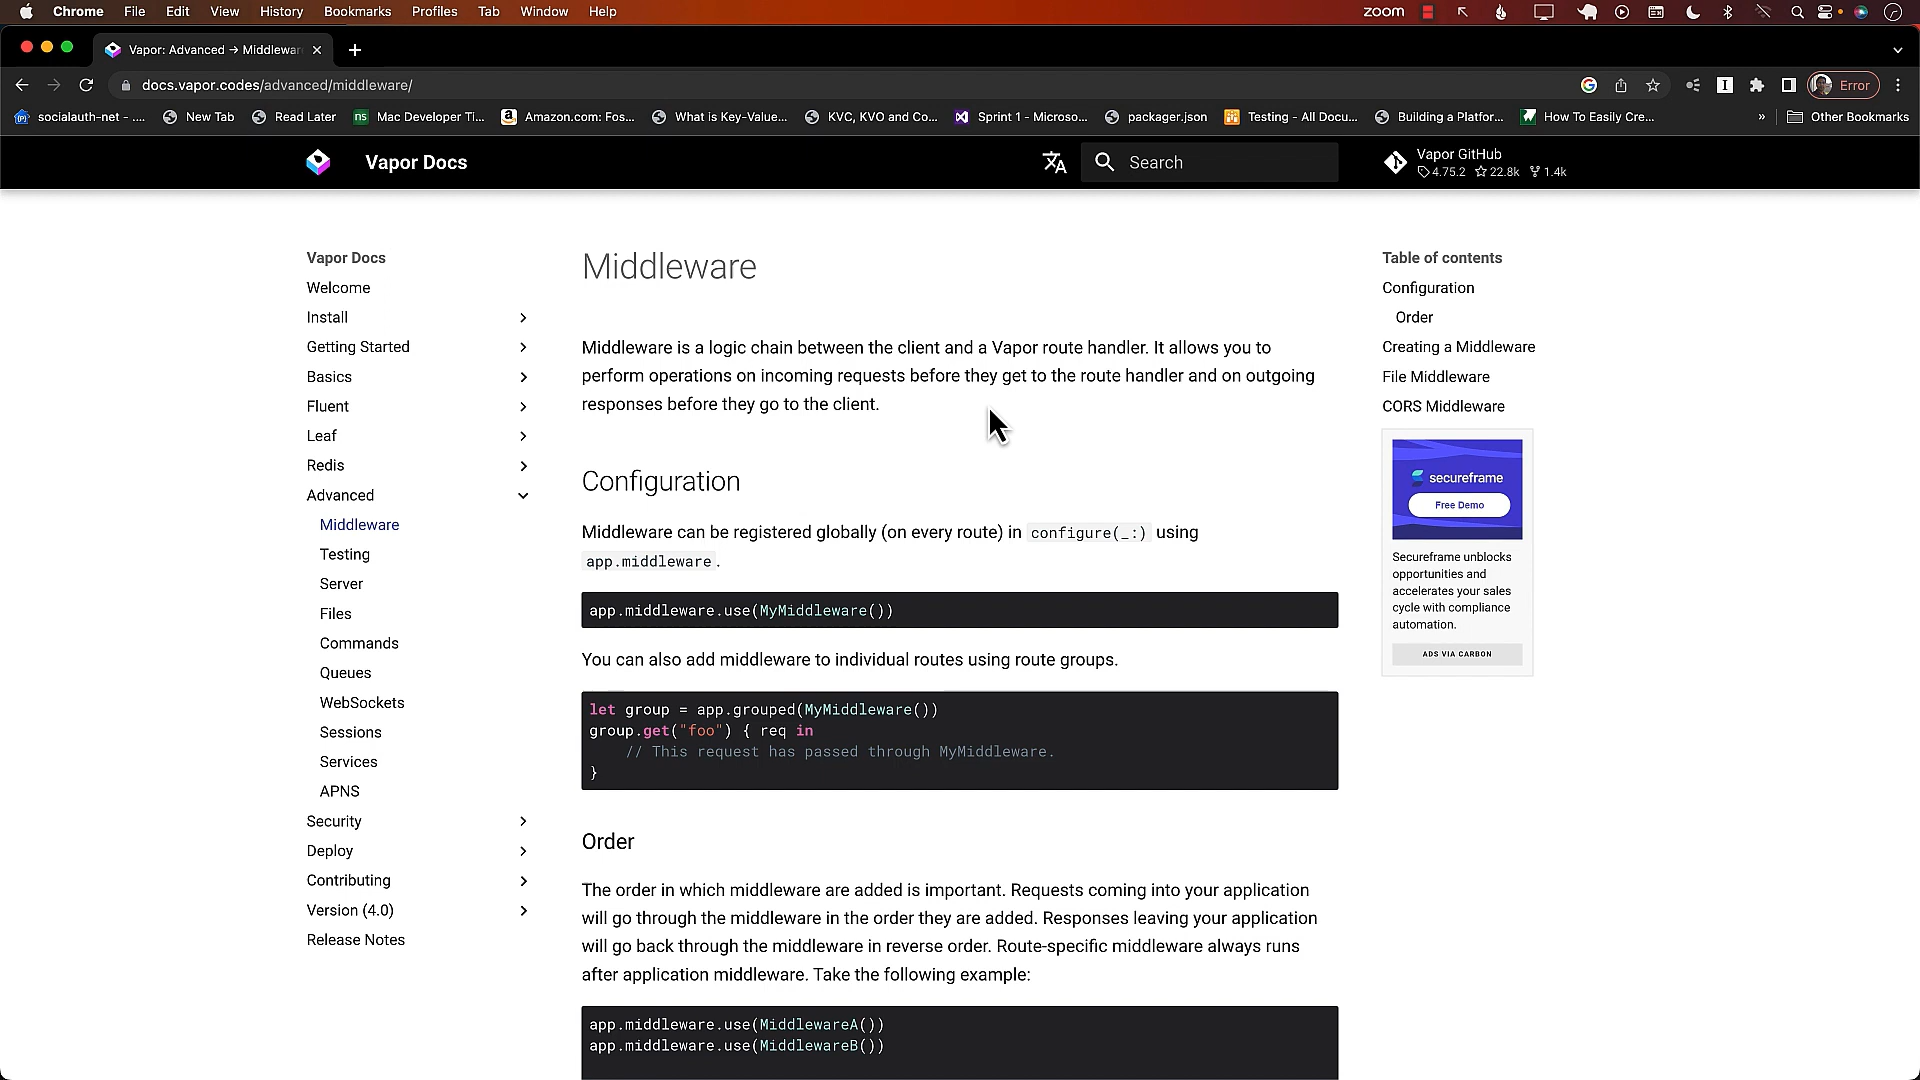 Chrome File Edit View History Bookmarks Profiles Tab Window Help
zoom
Vapor: Advanced → Middleware
docs.vapor.codes/advanced/middleware/
Error
socialauth-net - ....
New Tab
Read Later
Mac Developer Ti...
Amazon.com: Fos...
What is Key-Value...
KVC, KVO and Co...
Sprint 1 - Microso...
packager.json
Testing - All Docu...
Building a Platfor...
How To Easily Cre...
»
Other Bookmarks
Vapor Docs
Search
Vapor GitHub
4.75.2 22.8k 1.4k
Vapor Docs
Welcome
Install
Getting Started
Basics
Fluent
Leaf
Redis
Advanced
Middleware
Testing
Server
Files
Commands
Queues
WebSockets
Sessions
Services
APNS
Security
Deploy
Contributing
Version (4.0)
Release Notes
Middleware
Middleware is a logic chain between the client and a Vapor route handler. It allows you to
perform operations on incoming requests before they get to the route handler and on outgoing
responses before they go to the client.
Configuration
Middleware can be registered globally (on every route) in configure(_:) using
app.middleware.
app.middleware.use(MyMiddleware())
You can also add middleware to individual routes using route groups.
let group = app.grouped(MyMiddleware())
group.get("foo") { req in
// This request has passed through MyMiddleware.
}
Order
The order in which middleware are added is important. Requests coming into your application
will go through the middleware in the order they are added. Responses leaving your application
will go back through the middleware in reverse order. Route-specific middleware always runs
after application middleware. Take the following example:
app.middleware.use(MiddlewareA())
app.middleware.use(MiddlewareB())
Table of contents
Configuration
Order
Creating a Middleware
File Middleware
CORS Middleware
secureframe
Free Demo
Secureframe unblocks
opportunities and
accelerates your sales
cycle with compliance
automation.
ADS VIA CARBON